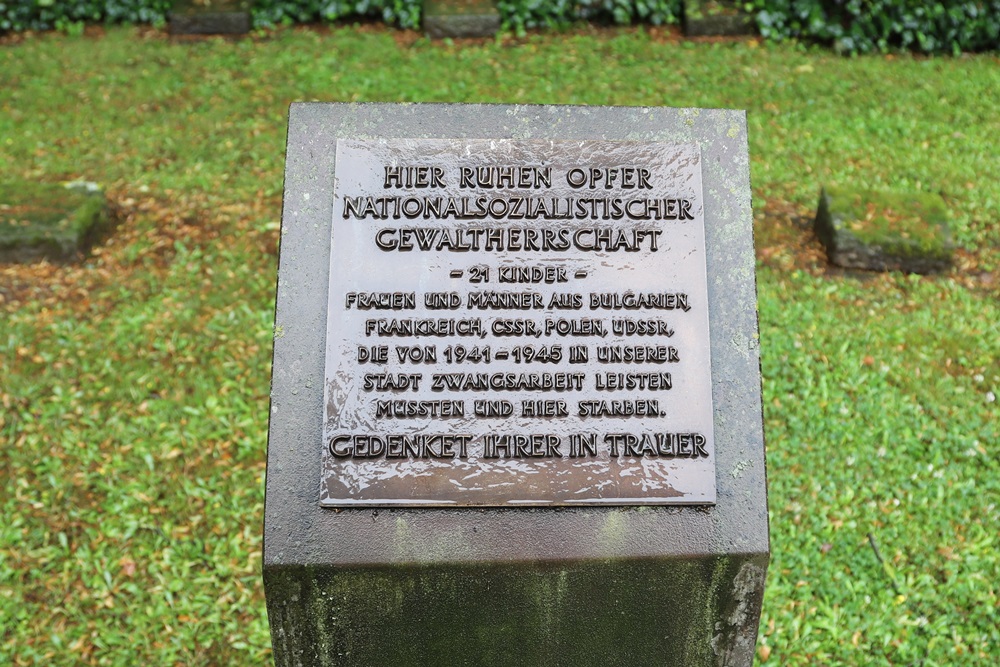 HIER RUHEN OPFER
NATIONALSOZIALISTISCHER
GEWALTHERRSCHAFT
– 21 KINDER –
FRAUEN UND MÄNNER AUS BULGARIEN,
FRANKREICH, CSSR, POLEN, UDSSR,
DIE VON 1941–1945 IN UNSERER
STADT ZWANGSARBEIT LEISTEN
MUSSTEN UND HIER STARBEN.
GEDENKET IHRER IN TRAUER